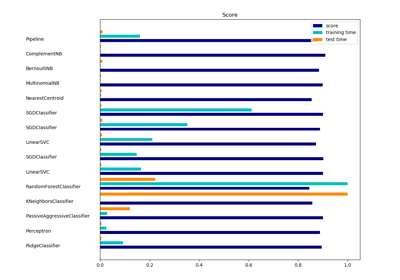 Score
score
training time
test time
Pipeline
ComplementNB
BernoulliNB
MultinomialNB
NearestCentroid
SGDClassifier
SGDClassifier
LinearSVC
SGDClassifier
LinearSVC
RandomForestClassifier
KNeighborsClassifier
PassiveAggressiveClassifier
Perceptron
RidgeClassifier
0.0 0.2 0.4 0.6 0.8 1.0